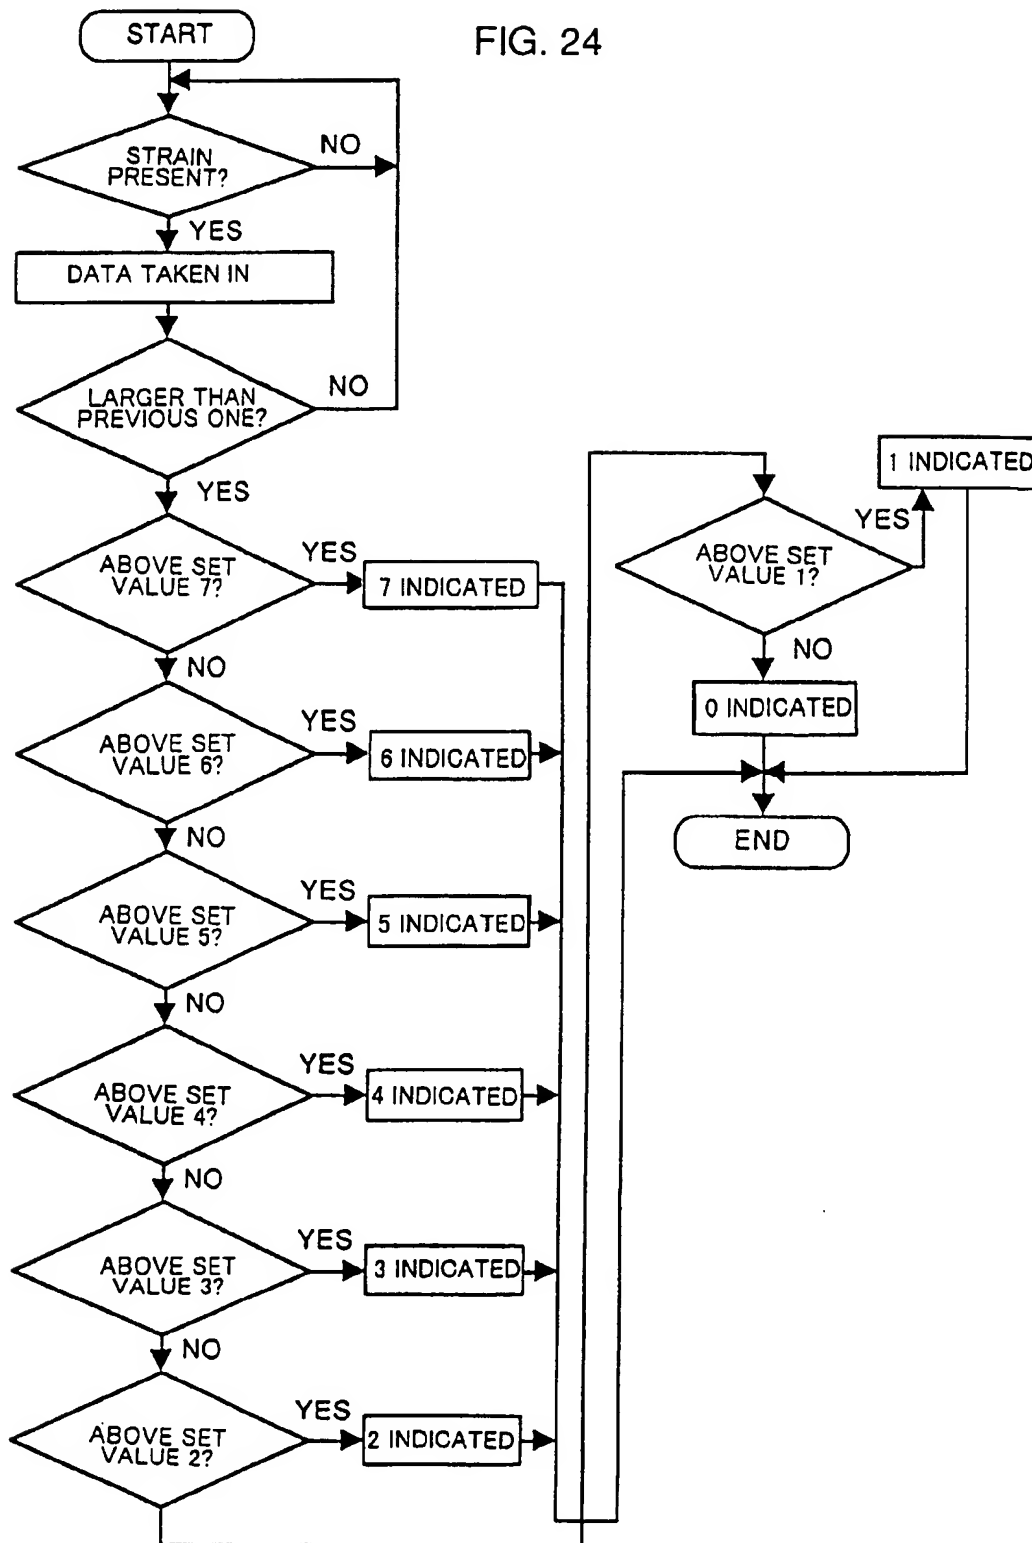 START
FIG. 24
STRAIN
PRESENT?
NO
YES
DATA TAKEN IN
LARGER THAN
PREVIOUS ONE?
NO
YES
ABOVE SET
VALUE 7?
YES
7 INDICATED
NO
ABOVE SET
VALUE 6?
YES
6 INDICATED
NO
ABOVE SET
VALUE 5?
YES
5 INDICATED
NO
ABOVE SET
VALUE 4?
YES
4 INDICATED
NO
ABOVE SET
VALUE 3?
YES
3 INDICATED
NO
ABOVE SET
VALUE 2?
YES
2 INDICATED
ABOVE SET
VALUE 1?
YES
1 INDICATED
NO
0 INDICATED
END